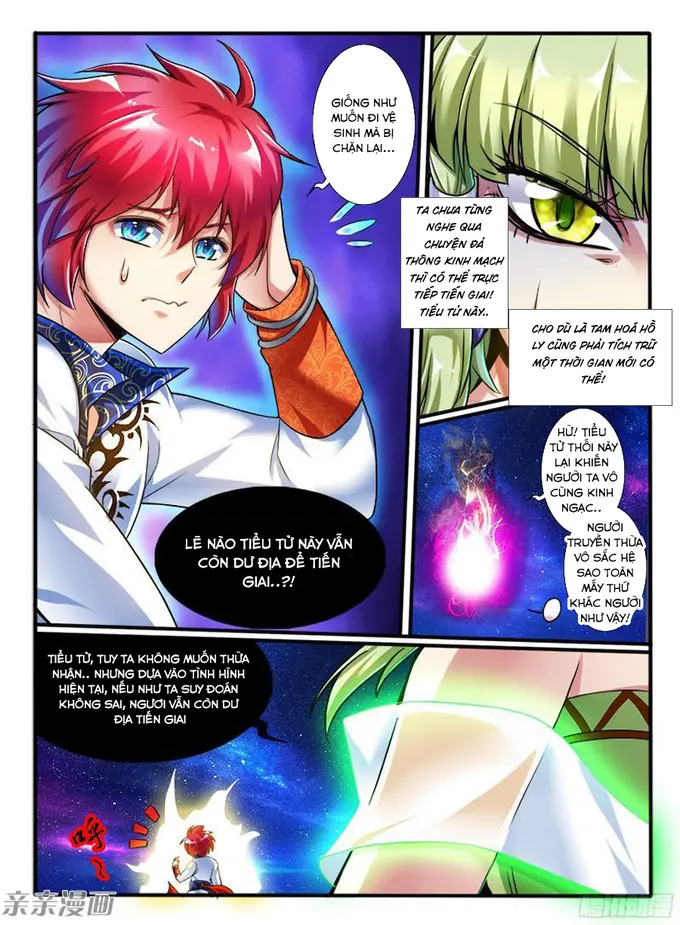 GIỐNG NHƯ
MUỐN ĐI VỆ
SINH MÀ BỊ
CHẶN LẠI...
TA CHƯA TỪNG
NGHE QUA
CHUYỆN ĐẢ
THÔNG KINH MẠCH
THÌ CÓ THỂ TRỰC
TIẾP TIẾN GIAI!
TIỂU TỬ NÀY..
CHO DÙ LÀ TAM HOÁ HỒ
LY CŨNG PHẢI TÍCH TRỮ
MỘT THỜI GIAN MỚI CÓ
THỂ!
LẼ NÀO TIỂU TỬ NÀY VẪN
CÒN DƯ ĐỊA ĐỂ TIẾN
GIAI..?!
HỪ! TIỂU
TỬ THỐI NÀY
LẠI KHIẾN
NGƯỜI TA VÔ
CÙNG KINH
NGẠC..
NGƯỜI
TRUYỀN THỪA
VÔ SẮC HỆ
SAO TOÀN
MẤY THỨ
KHÁC NGƯỜI
NHƯ VẬY!
TIỂU TỬ, TUY TA KHÔNG MUỐN THỪA
NHẬN.. NHƯNG DỰA VÀO TÌNH HÌNH
HIỆN TẠI, NẾU NHƯ TA SUY ĐOÁN
KHÔNG SAI, NGƯƠI VẪN CÒN DƯ
ĐỊA TIẾN GIAI
呼~~
亲亲漫画